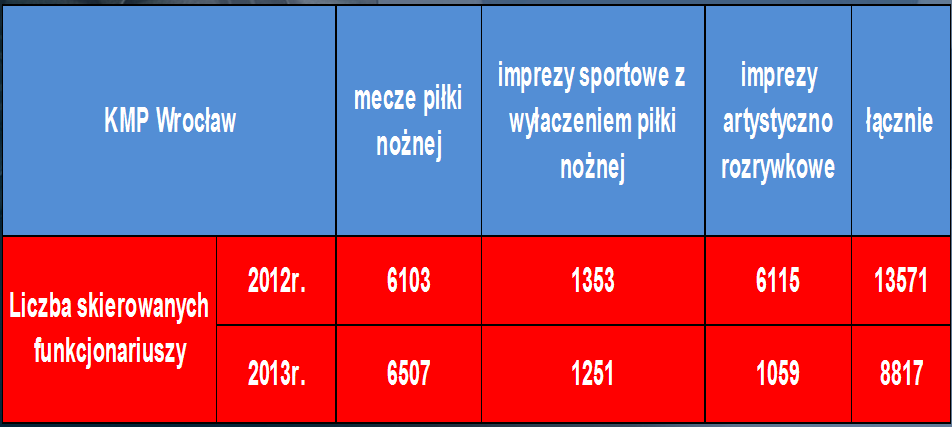 KMP Wrocław
mecze piłki
nożnej
imprezy sportowe z
wyłaczeniem piłki
nożnej
imprezy
artystyczno
rozrywkowe
łącznie
Liczba skierowanych
funkcjonariuszy
2012r.
6103
1353
6115
13571
2013r.
6507
1251
1059
8817